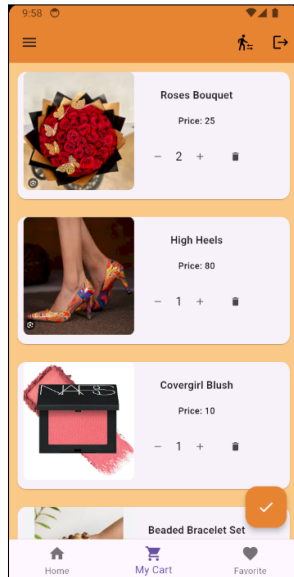 9:58
Roses Bouquet
Price: 25
− 2 +
High Heels
Price: 80
− 1 +
NARS
Covergirl Blush
Price: 10
− 1 +
Beaded Bracelet Set
Home
My Cart
Favorite